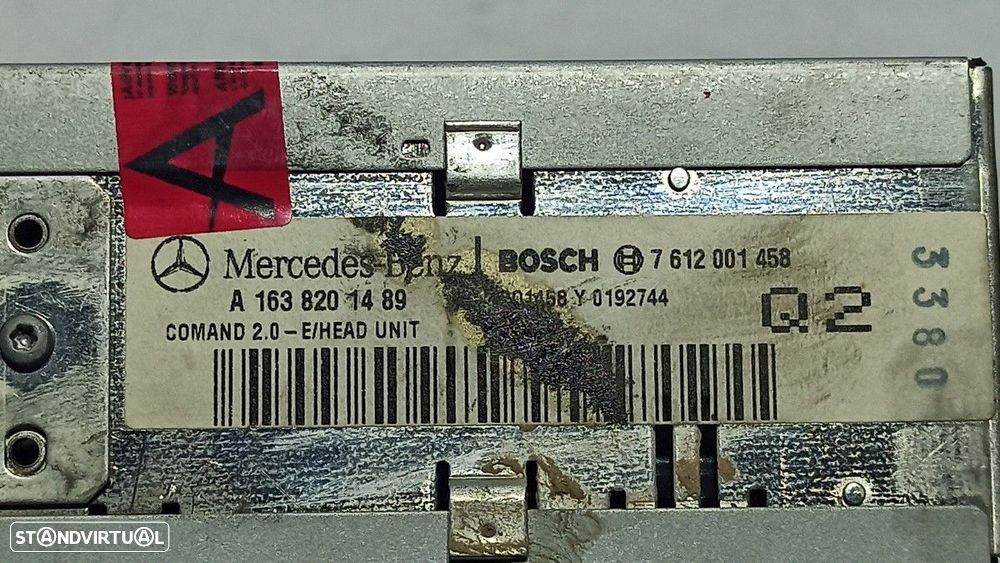 A
Mercedes-Benz BOSCH 7 612 001 458
A 163 820 14 89 Y 0192744
COMAND 2.0 - E/HEAD UNIT
Q2
3380
STANDVIRTUAL